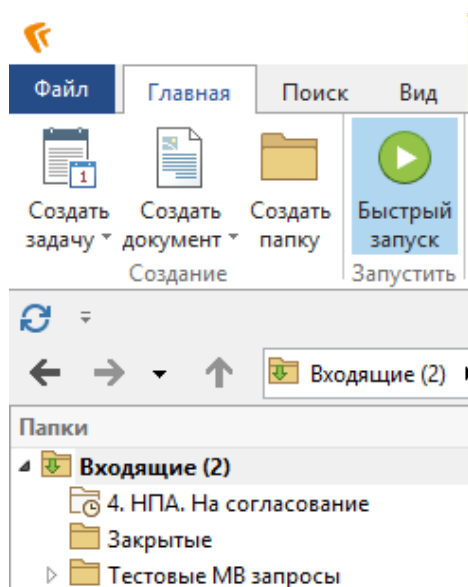 Файл Главная Поиск Вид
1
Создать Создать Создать Быстрый
задачу документ папку запуск
Создание Запустить
Входящие (2)
Папки
Входящие (2)
4. НПА. На согласование
Закрытые
Тестовые МВ запросы